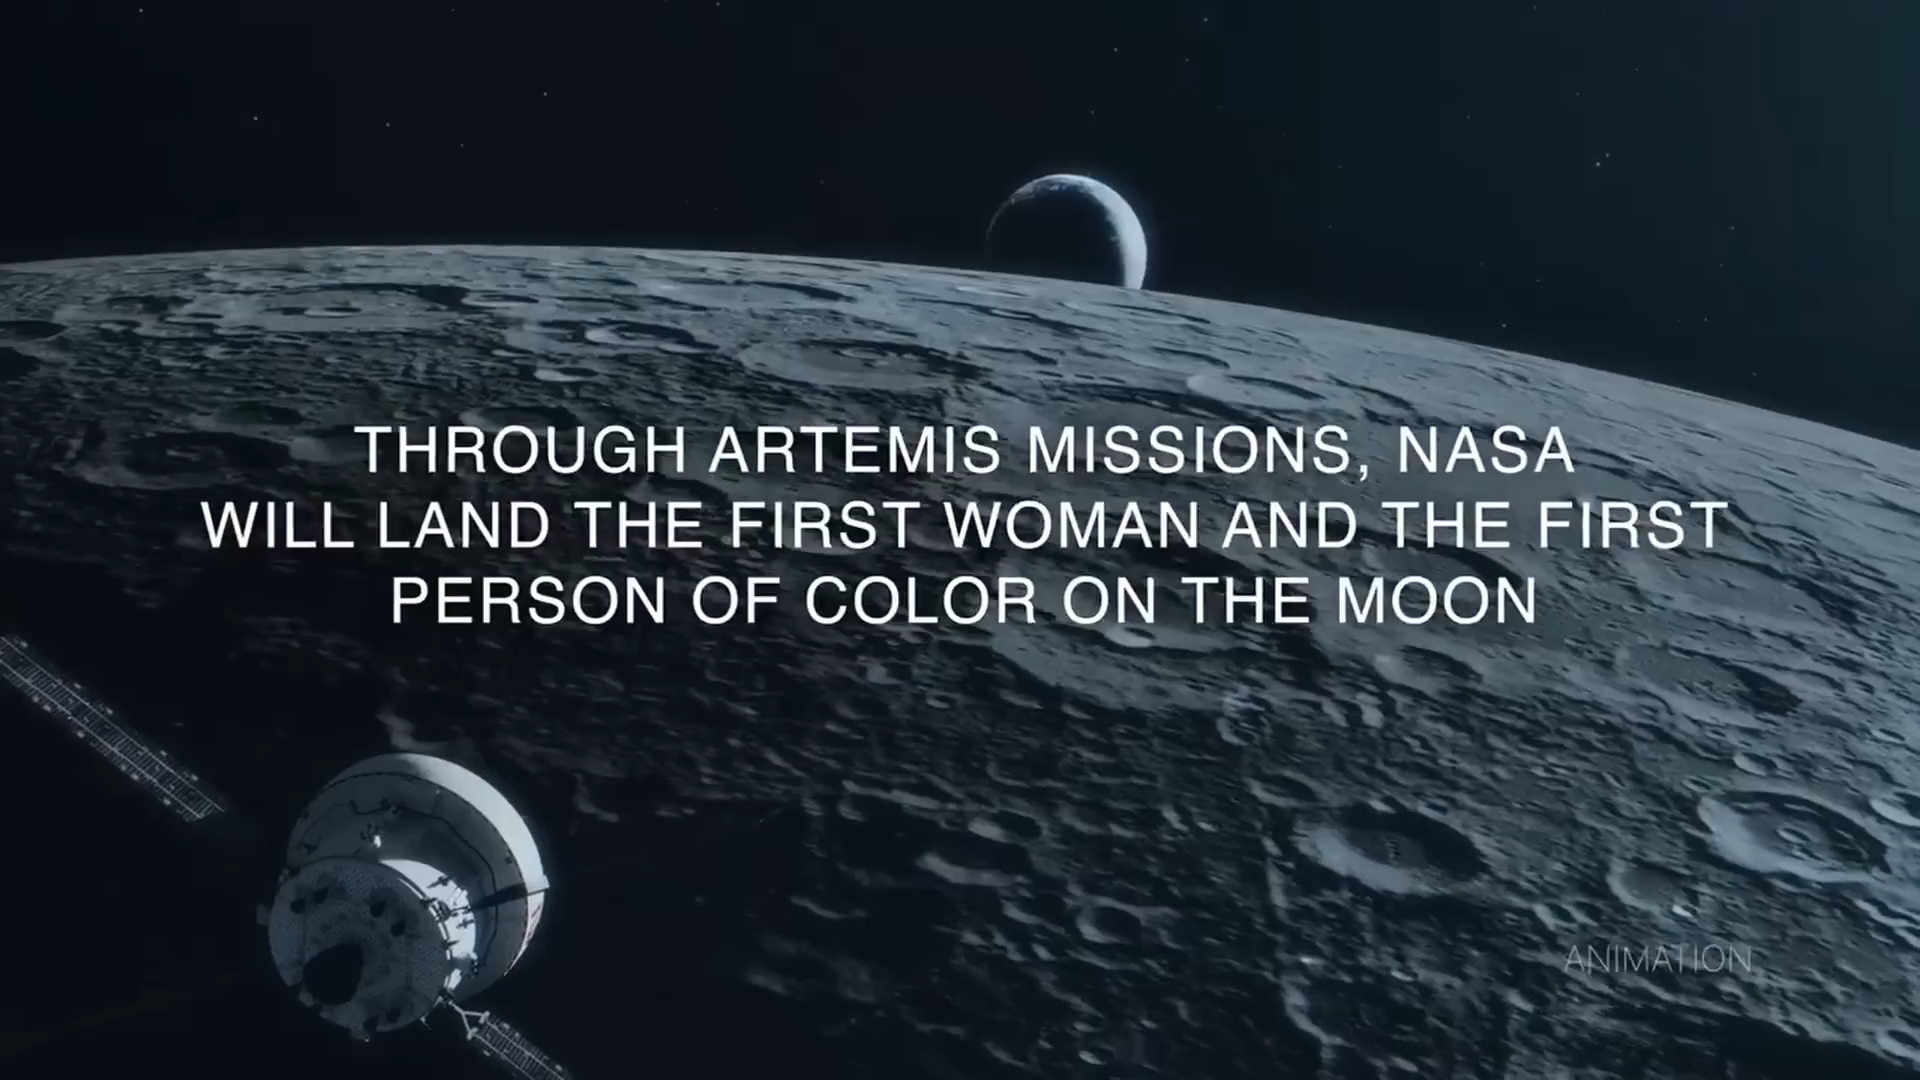 THROUGH ARTEMIS MISSIONS, NASA
WILL LAND THE FIRST WOMAN AND THE FIRST
PERSON OF COLOR ON THE MOON
ANIMATION